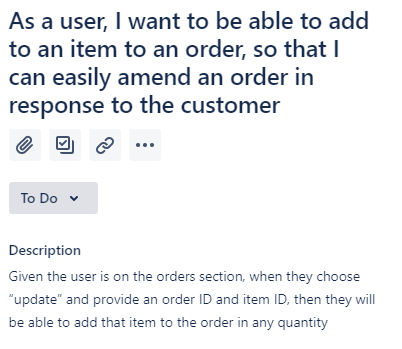 As a user, I want to be able to add
to an item to an order, so that I
can easily amend an order in
response to the customer
To Do
Description
Given the user is on the orders section, when they choose
“update” and provide an order ID and item ID, then they will
be able to add that item to the order in any quantity